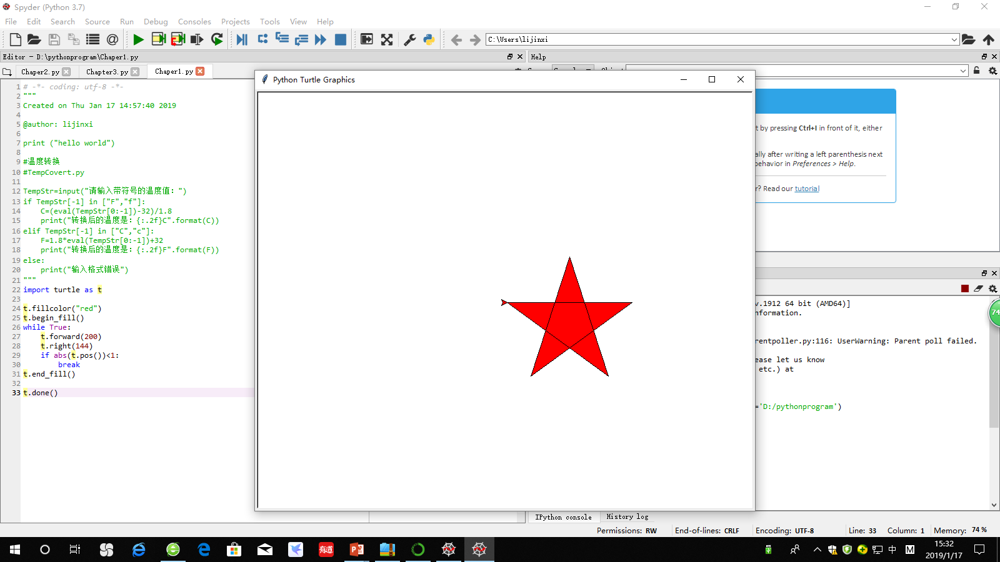 Spyder (Python 3.7)
File Edit Search Source Run Debug Consoles Projects Tools View Help
C:\Users\lijinxi
Editor - D:\pythonprogram\Chaper1.py
Help
Chaper2.py Chapter3.py Chaper1.py
Python Turtle Graphics
1 # -*- coding: utf-8 -*-
2 """
3 Created on Thu Jan 17 14:57:40 2019
4
5 @author: lijinxi
6
7 print ("hello world")
8
9 #温度转换
10 #TempCovert.py
11
12 TempStr=input("请输入带符号的温度值: ")
13 if TempStr[-1] in ["F","f"]:
14 C=(eval(TempStr[0:-1])-32)/1.8
15 print("转换后的温度是: {:.2f}C".format(C))
16 elif TempStr[-1] in ["C","c"]:
17 F=1.8*eval(TempStr[0:-1])+32
18 print("转换后的温度是: {:.2f}F".format(F))
19 else:
20 print("输入格式错误")
21 """
22 import turtle as t
23
24 t.fillcolor("red")
25 t.begin_fill()
26 while True:
27 t.forward(200)
28 t.right(144)
29 if abs(t.pos())<1:
30 break
31 t.end_fill()
32
33 t.done()
t by pressing Ctrl+I in front of it, either
ally after writing a left parenthesis next
behavior in Preferences > Help.
r? Read our tutorial
v.1912 64 bit (AMD64)]
nformation.
rentpoller.py:116: UserWarning: Parent poll failed.
ease let us know
etc.) at
='D:/pythonprogram')
74
IPython console History log
Permissions: RW End-of-lines: CRLF Encoding: UTF-8 Line: 33 Column: 1 Memory: 74 %
有道
中 M
15:32
2019/1/17